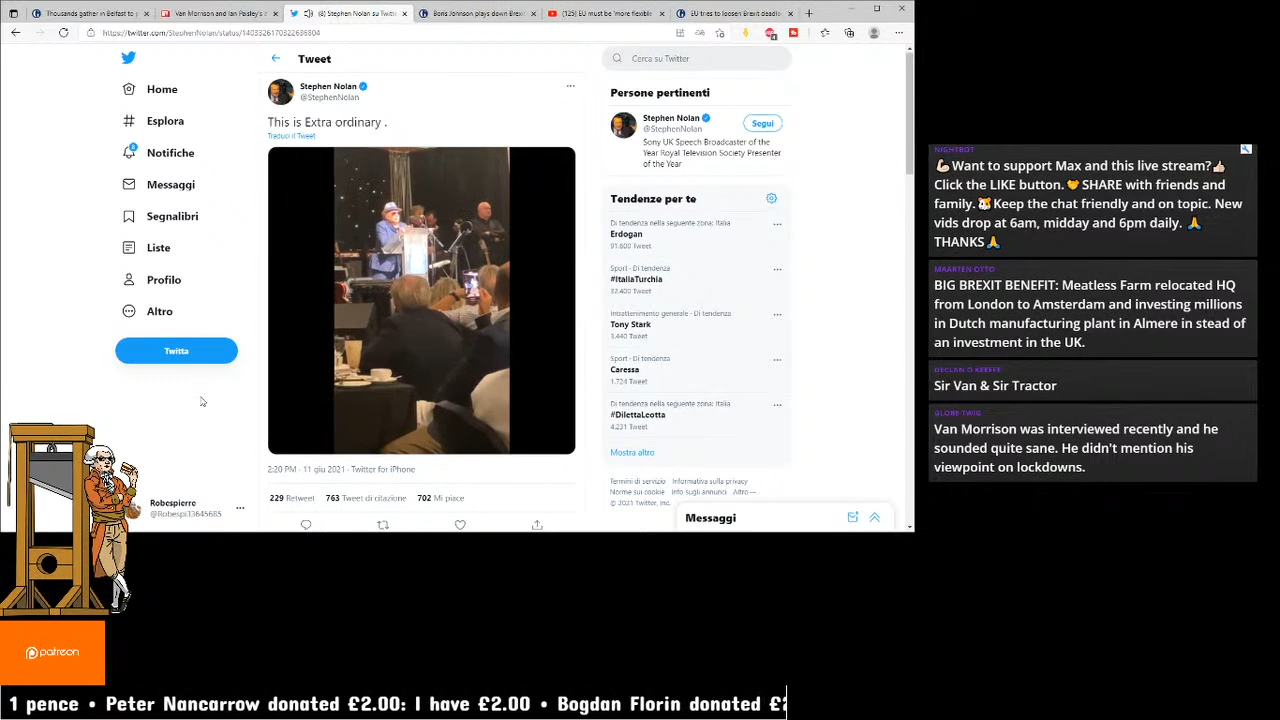 Thousands gather in Belfast to p
Van Morrison and Ian Paisley's b
(8) Stephen Nolan su Twitter
Boris Johnson plays down Brexi
(125) EU must be 'more flexible
EU tries to loosen Brexit deadlo
https://twitter.com/StephenNolan/status/1403326170322636804
Home
Esplora
8
Notifiche
Messaggi
Segnalibri
Liste
Profilo
Altro
Twitta
Robespierre
@Robespi13645685
Tweet
Stephen Nolan
@StephenNolan
This is Extra ordinary .
Traduci il Tweet
2:20 PM · 11 giu 2021 · Twitter for iPhone
229 Retweet 763 Tweet di citazione 702 Mi piace
Cerca su Twitter
Persone pertinenti
Stephen Nolan
@StephenNolan
Segui
Sony UK Speech Broadcaster of the
Year Royal Television Society Presenter
of the Year
Tendenze per te
Di tendenza nella seguente zona: Italia
Erdogan
91.600 Tweet
Sport · Di tendenza
#ItaliaTurchia
32.400 Tweet
Intrattenimento generale · Di tendenza
Tony Stark
3.440 Tweet
Sport · Di tendenza
Caressa
1.724 Tweet
Di tendenza nella seguente zona: Italia
#DilettaLeotta
4.231 Tweet
Mostra altro
Termini di servizio Informativa sulla privacy
Norme sui cookie Info sugli annunci Altro
© 2021 Twitter, Inc.
Messaggi
NIGHTBOT
💪🏻Want to support Max and this live stream?👍🏻
Click the LIKE button. 🧡 SHARE with friends and
family.🐹Keep the chat friendly and on topic. New
vids drop at 6am, midday and 6pm daily. 🙏
THANKS🙏
MAARTEN OTTO
BIG BREXIT BENEFIT: Meatless Farm relocated HQ
from London to Amsterdam and investing millions
in Dutch manufacturing plant in Almere in stead of
an investment in the UK.
DECLAN O KEEFFE
Sir Van & Sir Tractor
GLOBE-TWIG
Van Morrison was interviewed recently and he
sounded quite sane. He didn't mention his
viewpoint on lockdowns.
patreon
1 pence • Peter Nancarrow donated £2.00: I have £2.00 • Bogdan Florin donated £